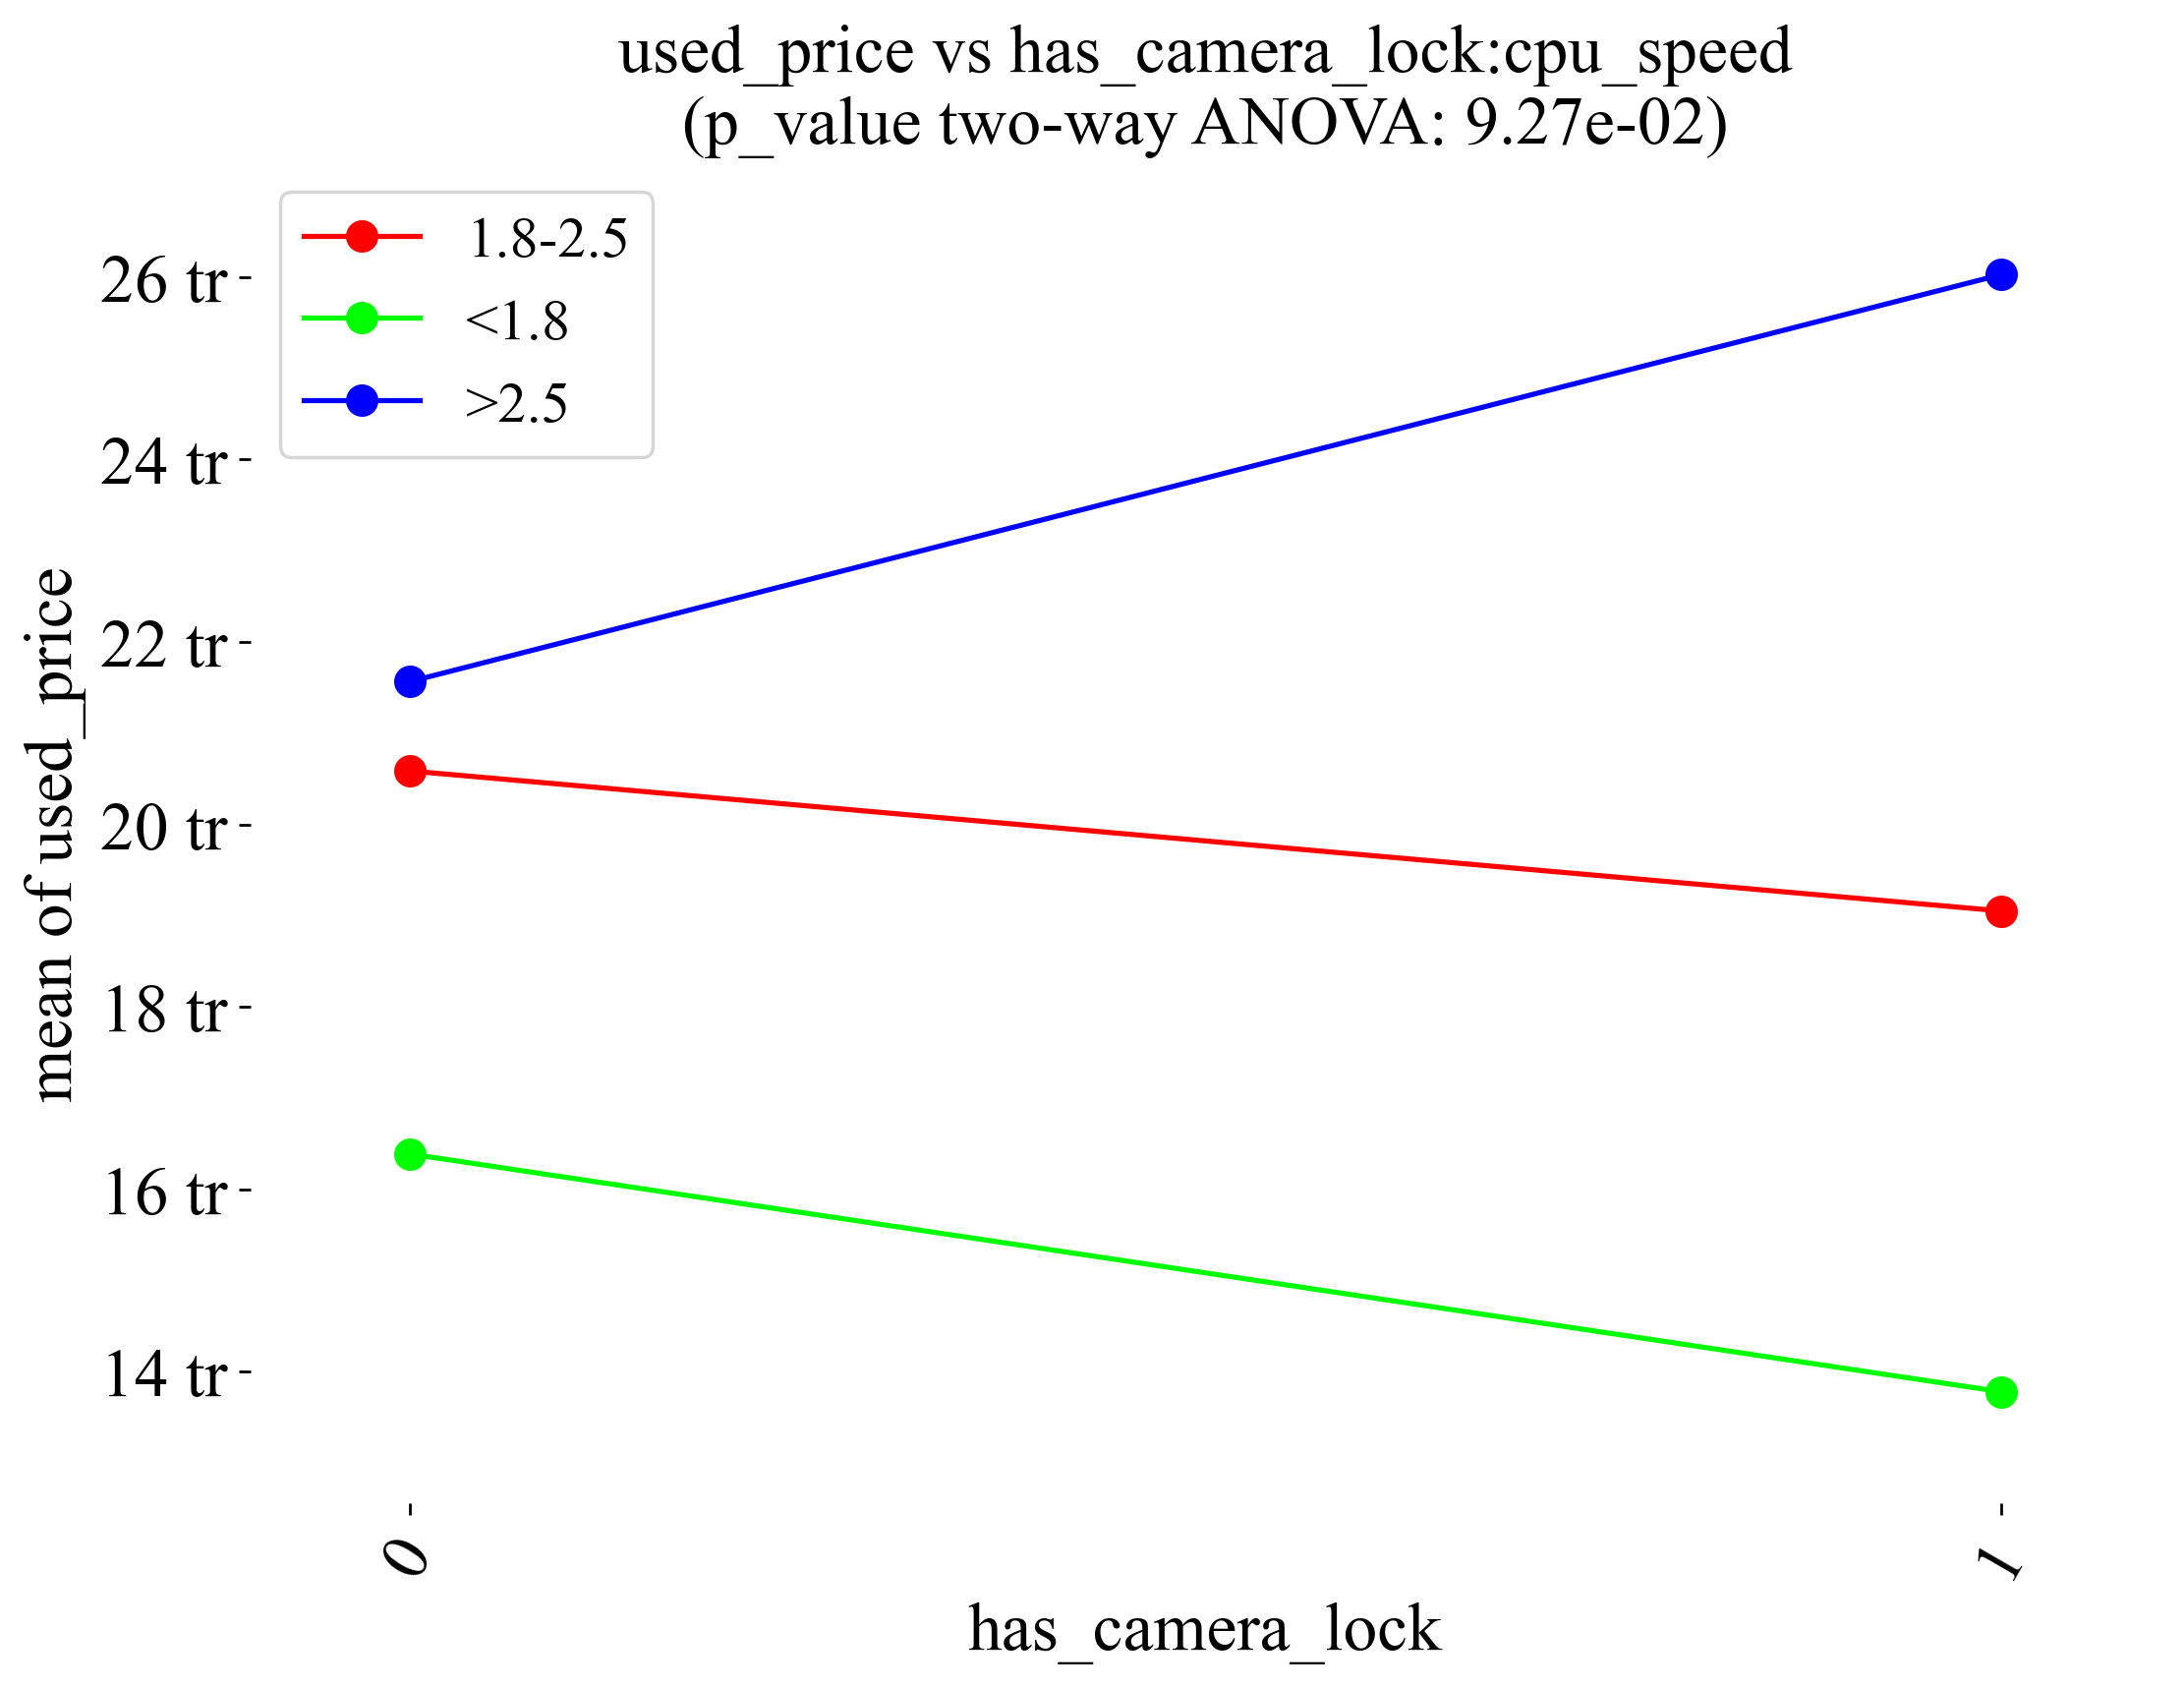 used_price vs has_camera_lock:cpu_speed
(p_value two-way ANOVA: 9.27e-02)
1.8-2.5
<1.8
>2.5
26 tr
24 tr
22 tr
20 tr
18 tr
16 tr
14 tr
mean of used_price
0
1
has_camera_lock